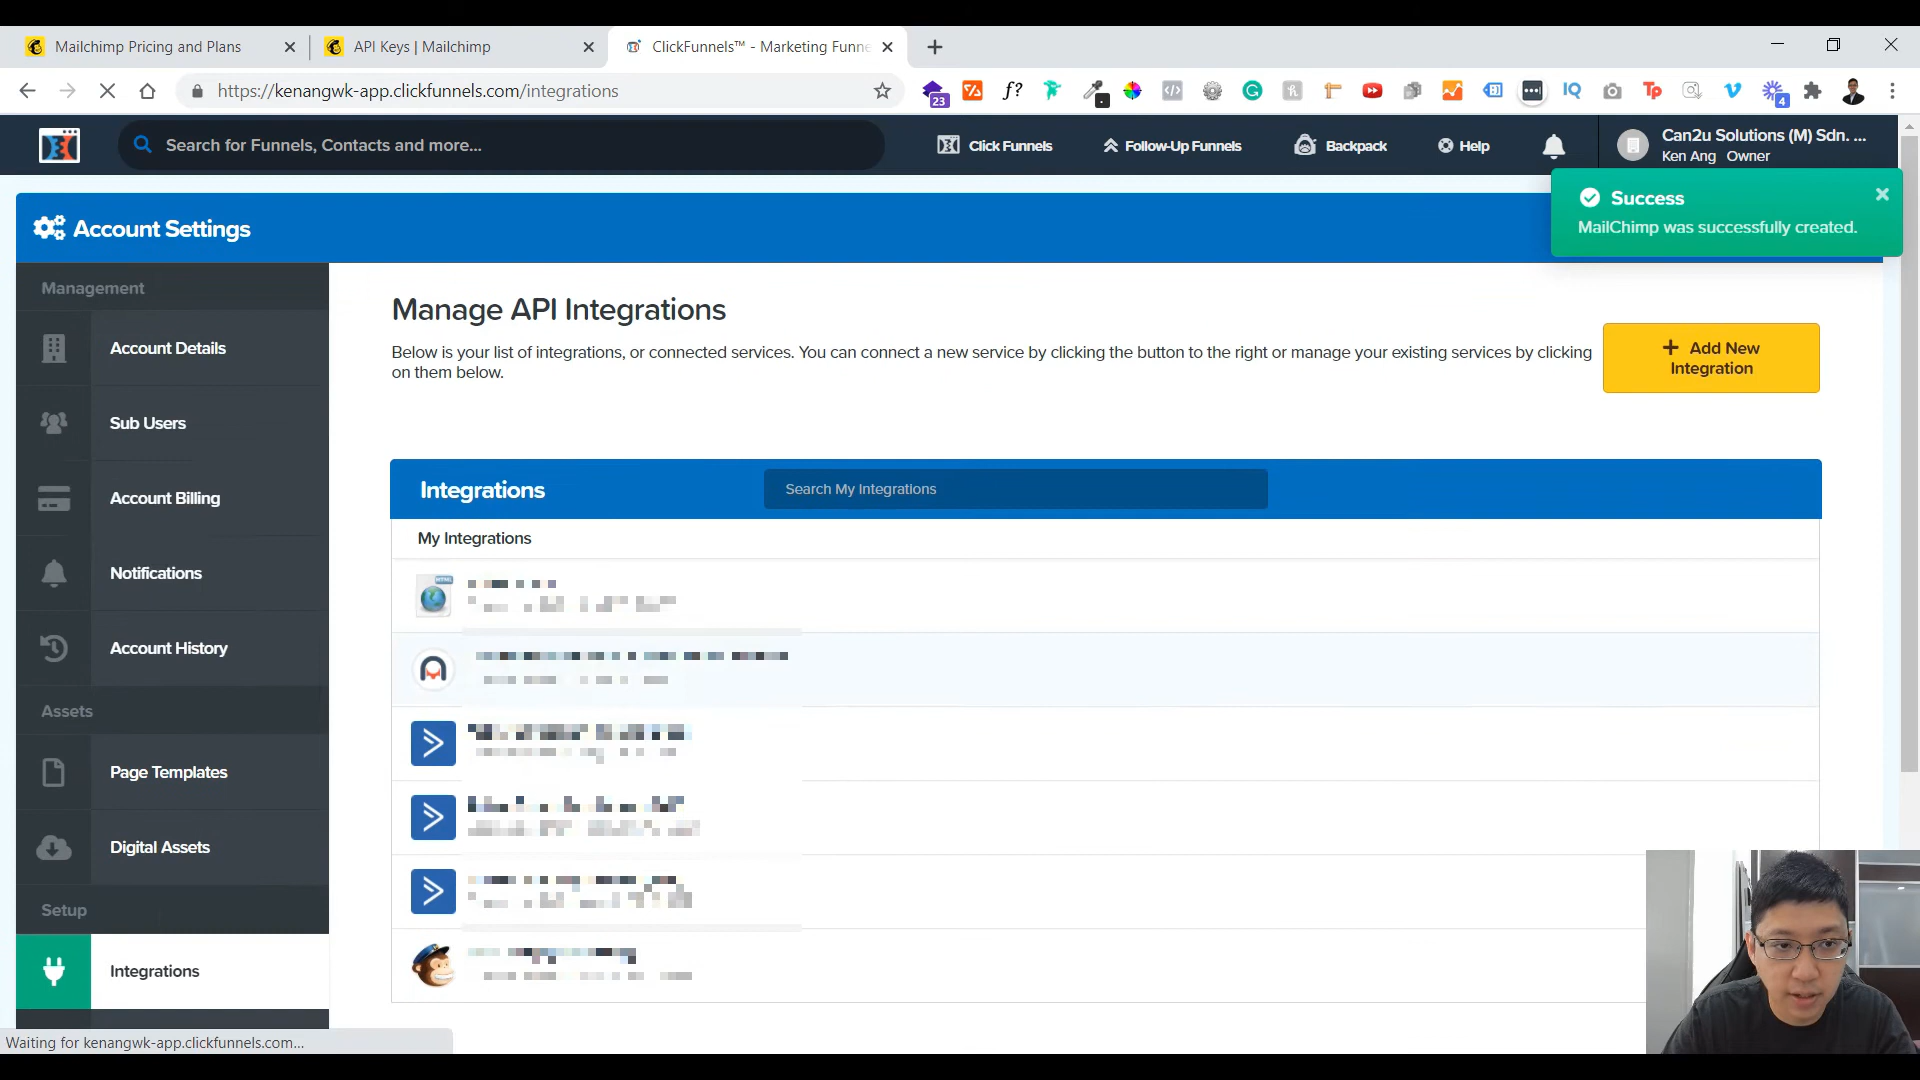 Mailchimp Pricing and Plans
API Keys | Mailchimp
ClickFunnels™ - Marketing Funne
https://kenangwk-app.clickfunnels.com/integrations
f?
23
IQ
Tp
4
Search for Funnels, Contacts and more...
Click Funnels
Follow-Up Funnels
Backpack
Help
Can2u Solutions (M) Sdn. ...
Ken Ang Owner
Success
MailChimp was successfully created.
Account Settings
Management
Account Details
Sub Users
Account Billing
Notifications
Account History
Assets
Page Templates
Digital Assets
Setup
Integrations
Manage API Integrations
Below is your list of integrations, or connected services. You can connect a new service by clicking the button to the right or manage your existing services by clicking
on them below.
+ Add New
Integration
Integrations
Search My Integrations
My Integrations
Waiting for kenangwk-app.clickfunnels.com...